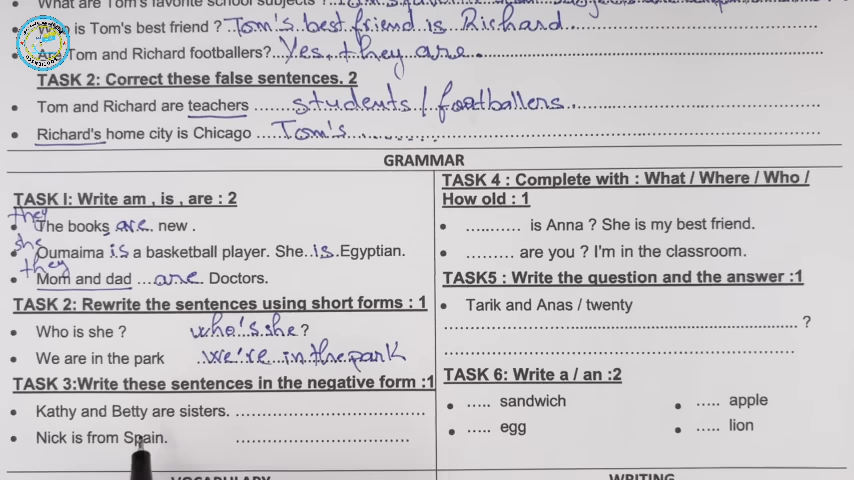 What are Tom's favorite school subjects ?
Who is Tom's best friend ? Tom's best friend is Richard
Are Tom and Richard footballers? Yes, they are.
TASK 2: Correct these false sentences. 2
Tom and Richard are teachers ........ students / footballers
Richard's home city is Chicago ... Tom's
GRAMMAR
TASK I: Write am , is , are : 2
they
The books are new .
she
Oumaima is a basketball player. She is Egyptian.
they
Mom and dad ... are. Doctors.
TASK 2: Rewrite the sentences using short forms : 1
Who is she ? who's she ?
We are in the park we're in the park
TASK 3:Write these sentences in the negative form :1
Kathy and Betty are sisters. ................................
Nick is from Spain. ................................
TASK 4 : Complete with : What / Where / Who /
How old : 1
........... is Anna ? She is my best friend.
.......... are you ? I'm in the classroom.
TASK5 : Write the question and the answer :1
Tarik and Anas / twenty
................................ ?
................................
TASK 6: Write a / an :2
..... sandwich ..... apple
..... egg ..... lion
VOCABULARY WRITING